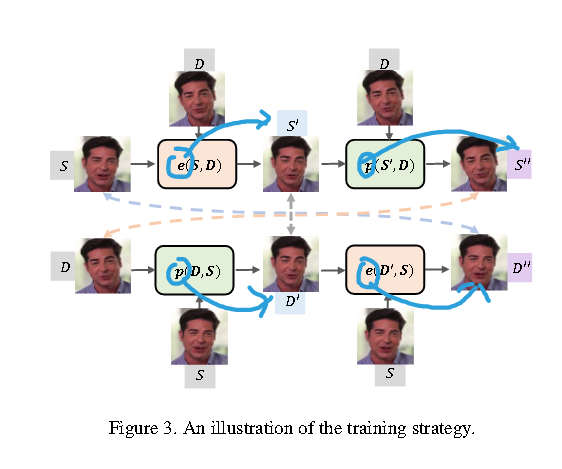 D
D
S'
S
e(S, D)
p(S', D)
S''
D
p(D, S)
e(D', S)
D''
D'
S
S
Figure 3. An illustration of the training strategy.